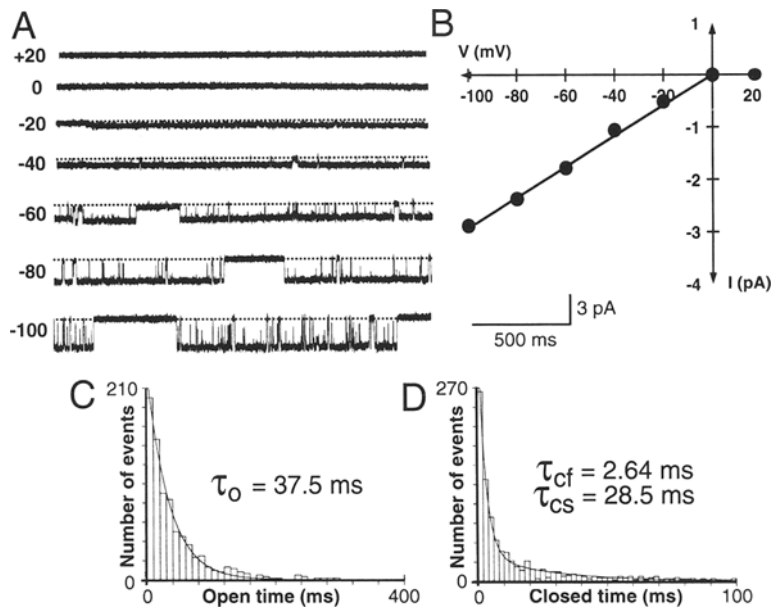 A
+20
0
-20
-40
-60
-80
-100
B
V (mV)
-100 -80 -60 -40 -20 20
1
-1
-2
-3
-4
I (pA)
3 pA
500 ms
C
210
Number of events
τo = 37.5 ms
0
0 Open time (ms) 400
D
270
Number of events
τcf = 2.64 ms
τcs = 28.5 ms
0
0 Closed time (ms) 100